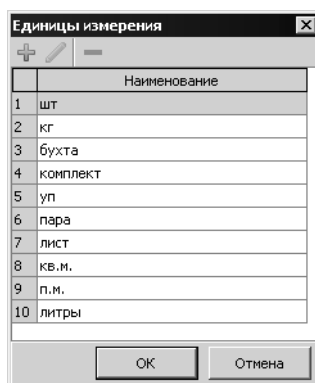 Единицы измерения
Наименование
1 шт
2 кг
3 бухта
4 комплект
5 уп
6 пара
7 лист
8 кв.м.
9 п.м.
10 литры
ОК Отмена